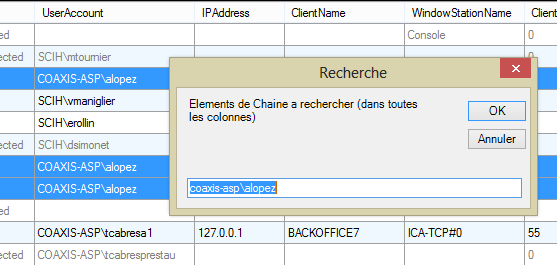 UserAccount IPAddress ClientName WindowStationName Client
ed Console 0
ected SCIH\mtournier 0
COAXIS-ASP\alopez
SCIH\vmaniglier
SCIH\erollin
ected SCIH\dsimonet
COAXIS-ASP\alopez
COAXIS-ASP\alopez
ed
COAXIS-ASP\tcabresa1 127.0.0.1 BACKOFFICE7 ICA-TCP#0 55
ected COAXIS-ASP\tcabresprestau 0
Recherche
Elements de Chaine a rechercher (dans toutes
les colonnes)
OK
Annuler
coaxis-asp\alopez